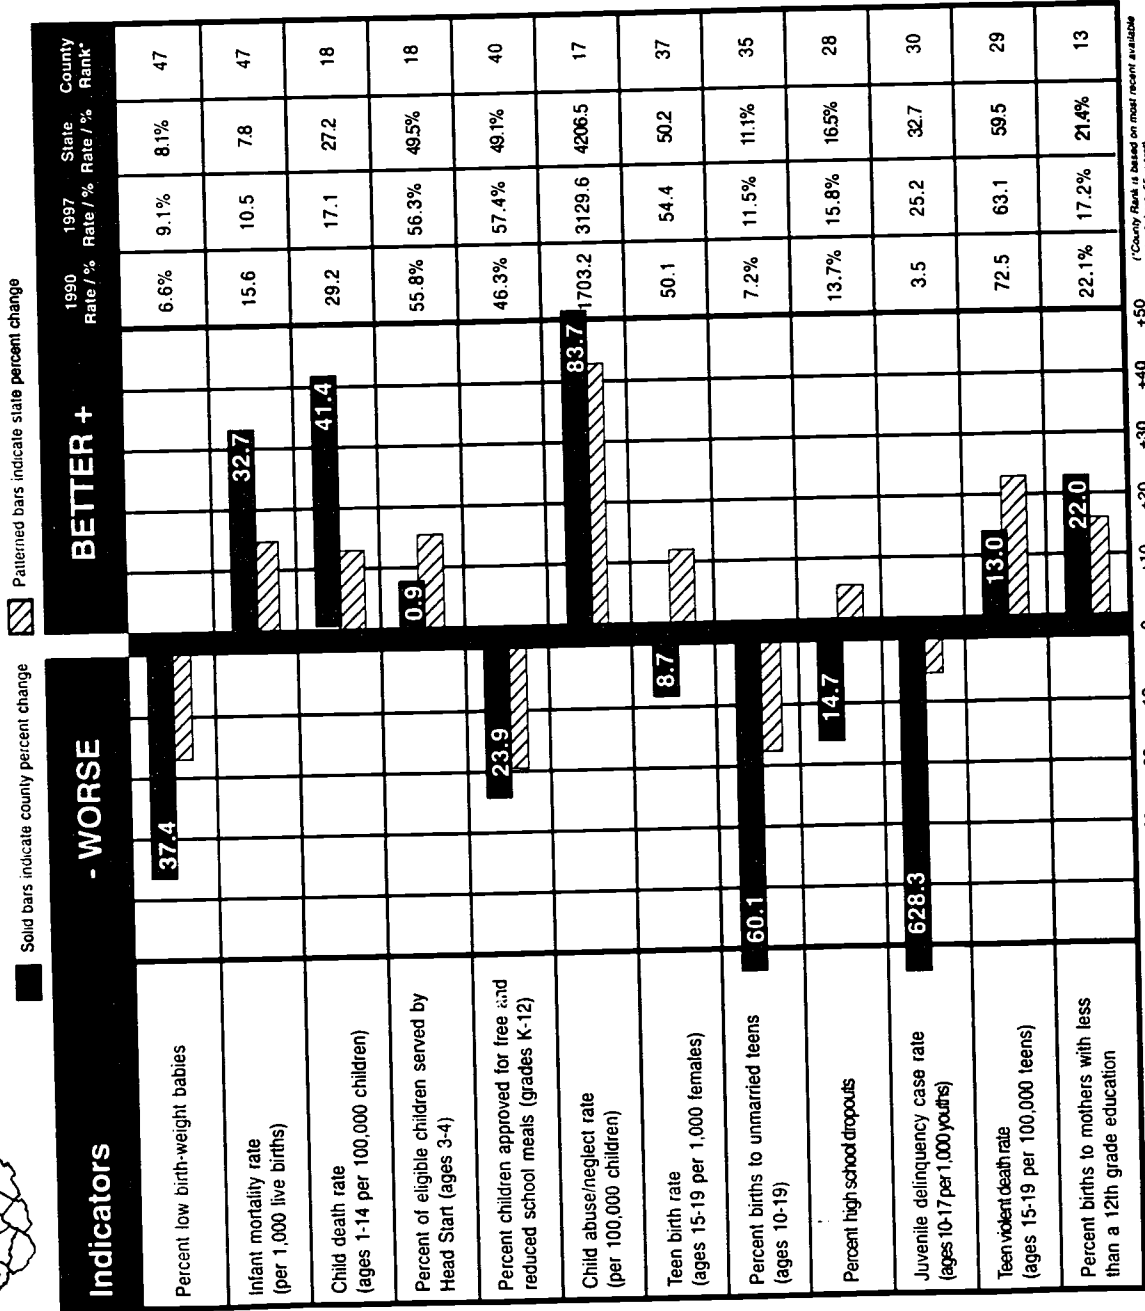 Solid bars indicate county percent change
Patterned bars indicate state percent change
Indicators
- WORSE
BETTER +
1990
Rate / %
1997
Rate / %
State
Rate / %
County
Rank*
Percent low birth-weight babies
37.4
6.6%
9.1%
8.1%
47
Infant mortality rate
(per 1,000 live births)
32.7
15.6
10.5
7.8
47
Child death rate
(ages 1-14 per 100,000 children)
41.4
29.2
17.1
27.2
18
Percent of eligible children served by
Head Start (ages 3-4)
0.9
55.8%
56.3%
49.5%
18
Percent children approved for free and
reduced school meals (grades K-12)
23.9
46.3%
57.4%
49.1%
40
Child abuse/neglect rate
(per 100,000 children)
83.7
1703.2
3129.6
4206.5
17
Teen birth rate
(ages 15-19 per 1,000 females)
8.7
50.1
54.4
50.2
37
Percent births to unmarried teens
(ages 10-19)
60.1
7.2%
11.5%
11.1%
35
Percent high school dropouts
14.7
13.7%
15.8%
16.5%
28
Juvenile delinquency case rate
(ages 10-17 per 1,000 youths)
628.3
3.5
25.2
32.7
30
Teen violent death rate
(ages 15-19 per 100,000 teens)
13.0
72.5
63.1
59.5
29
Percent births to mothers with less
than a 12th grade education
22.0
22.1%
17.2%
21.4%
13
0 +10 +20 +30 +40 +50
(*County Rank is based on most recent available